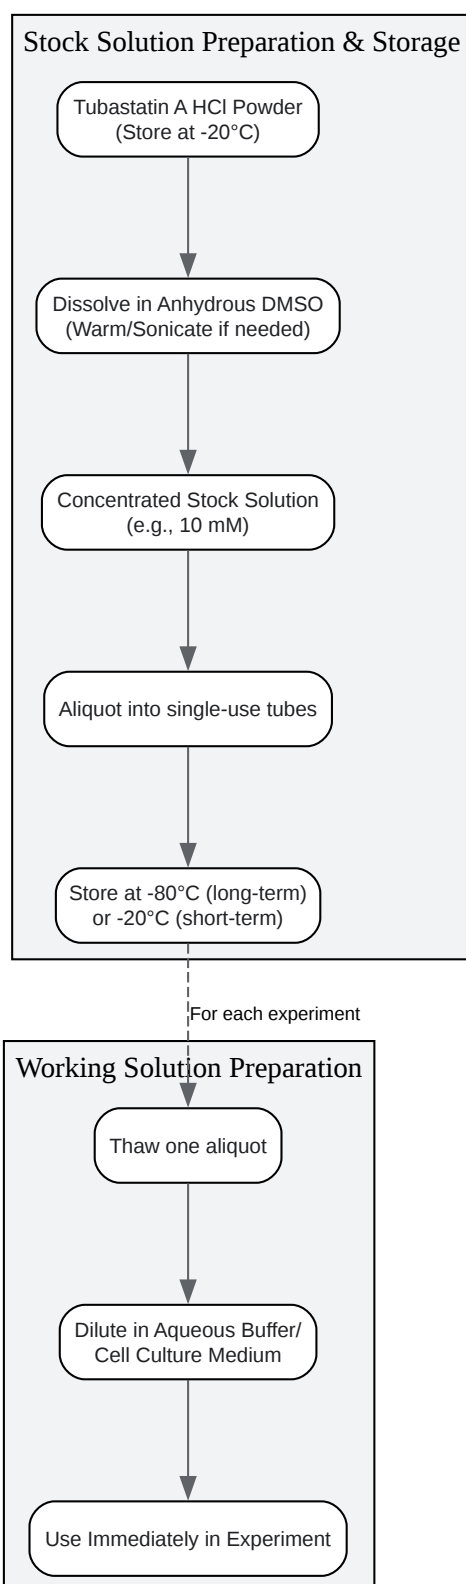 Stock Solution Preparation & Storage
Tubastatin A HCl Powder
(Store at -20°C)
Dissolve in Anhydrous DMSO
(Warm/Sonicate if needed)
Concentrated Stock Solution
(e.g., 10 mM)
Aliquot into single-use tubes
Store at -80°C (long-term)
or -20°C (short-term)
For each experiment
Working Solution Preparation
Thaw one aliquot
Dilute in Aqueous Buffer/
Cell Culture Medium
Use Immediately in Experiment